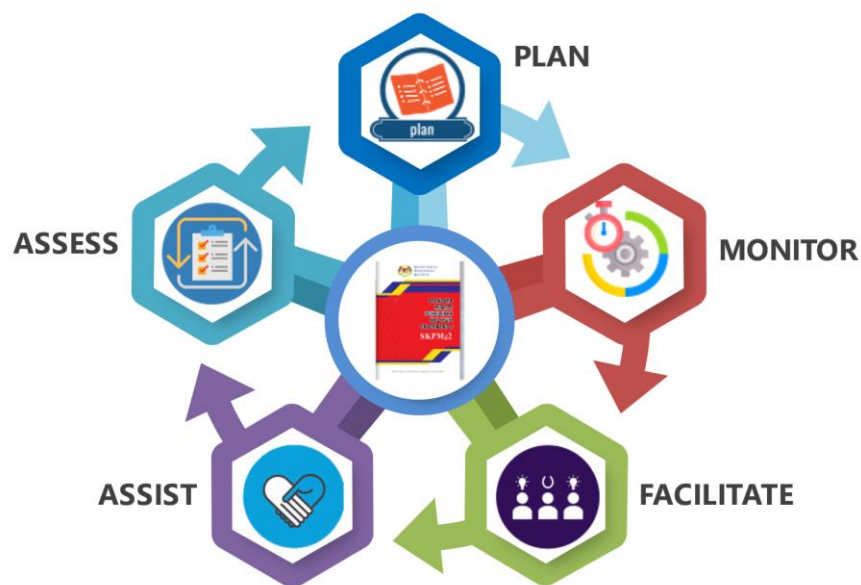 PLAN
plan
ASSESS
MONITOR
SKPMg2
ASSIST
FACILITATE